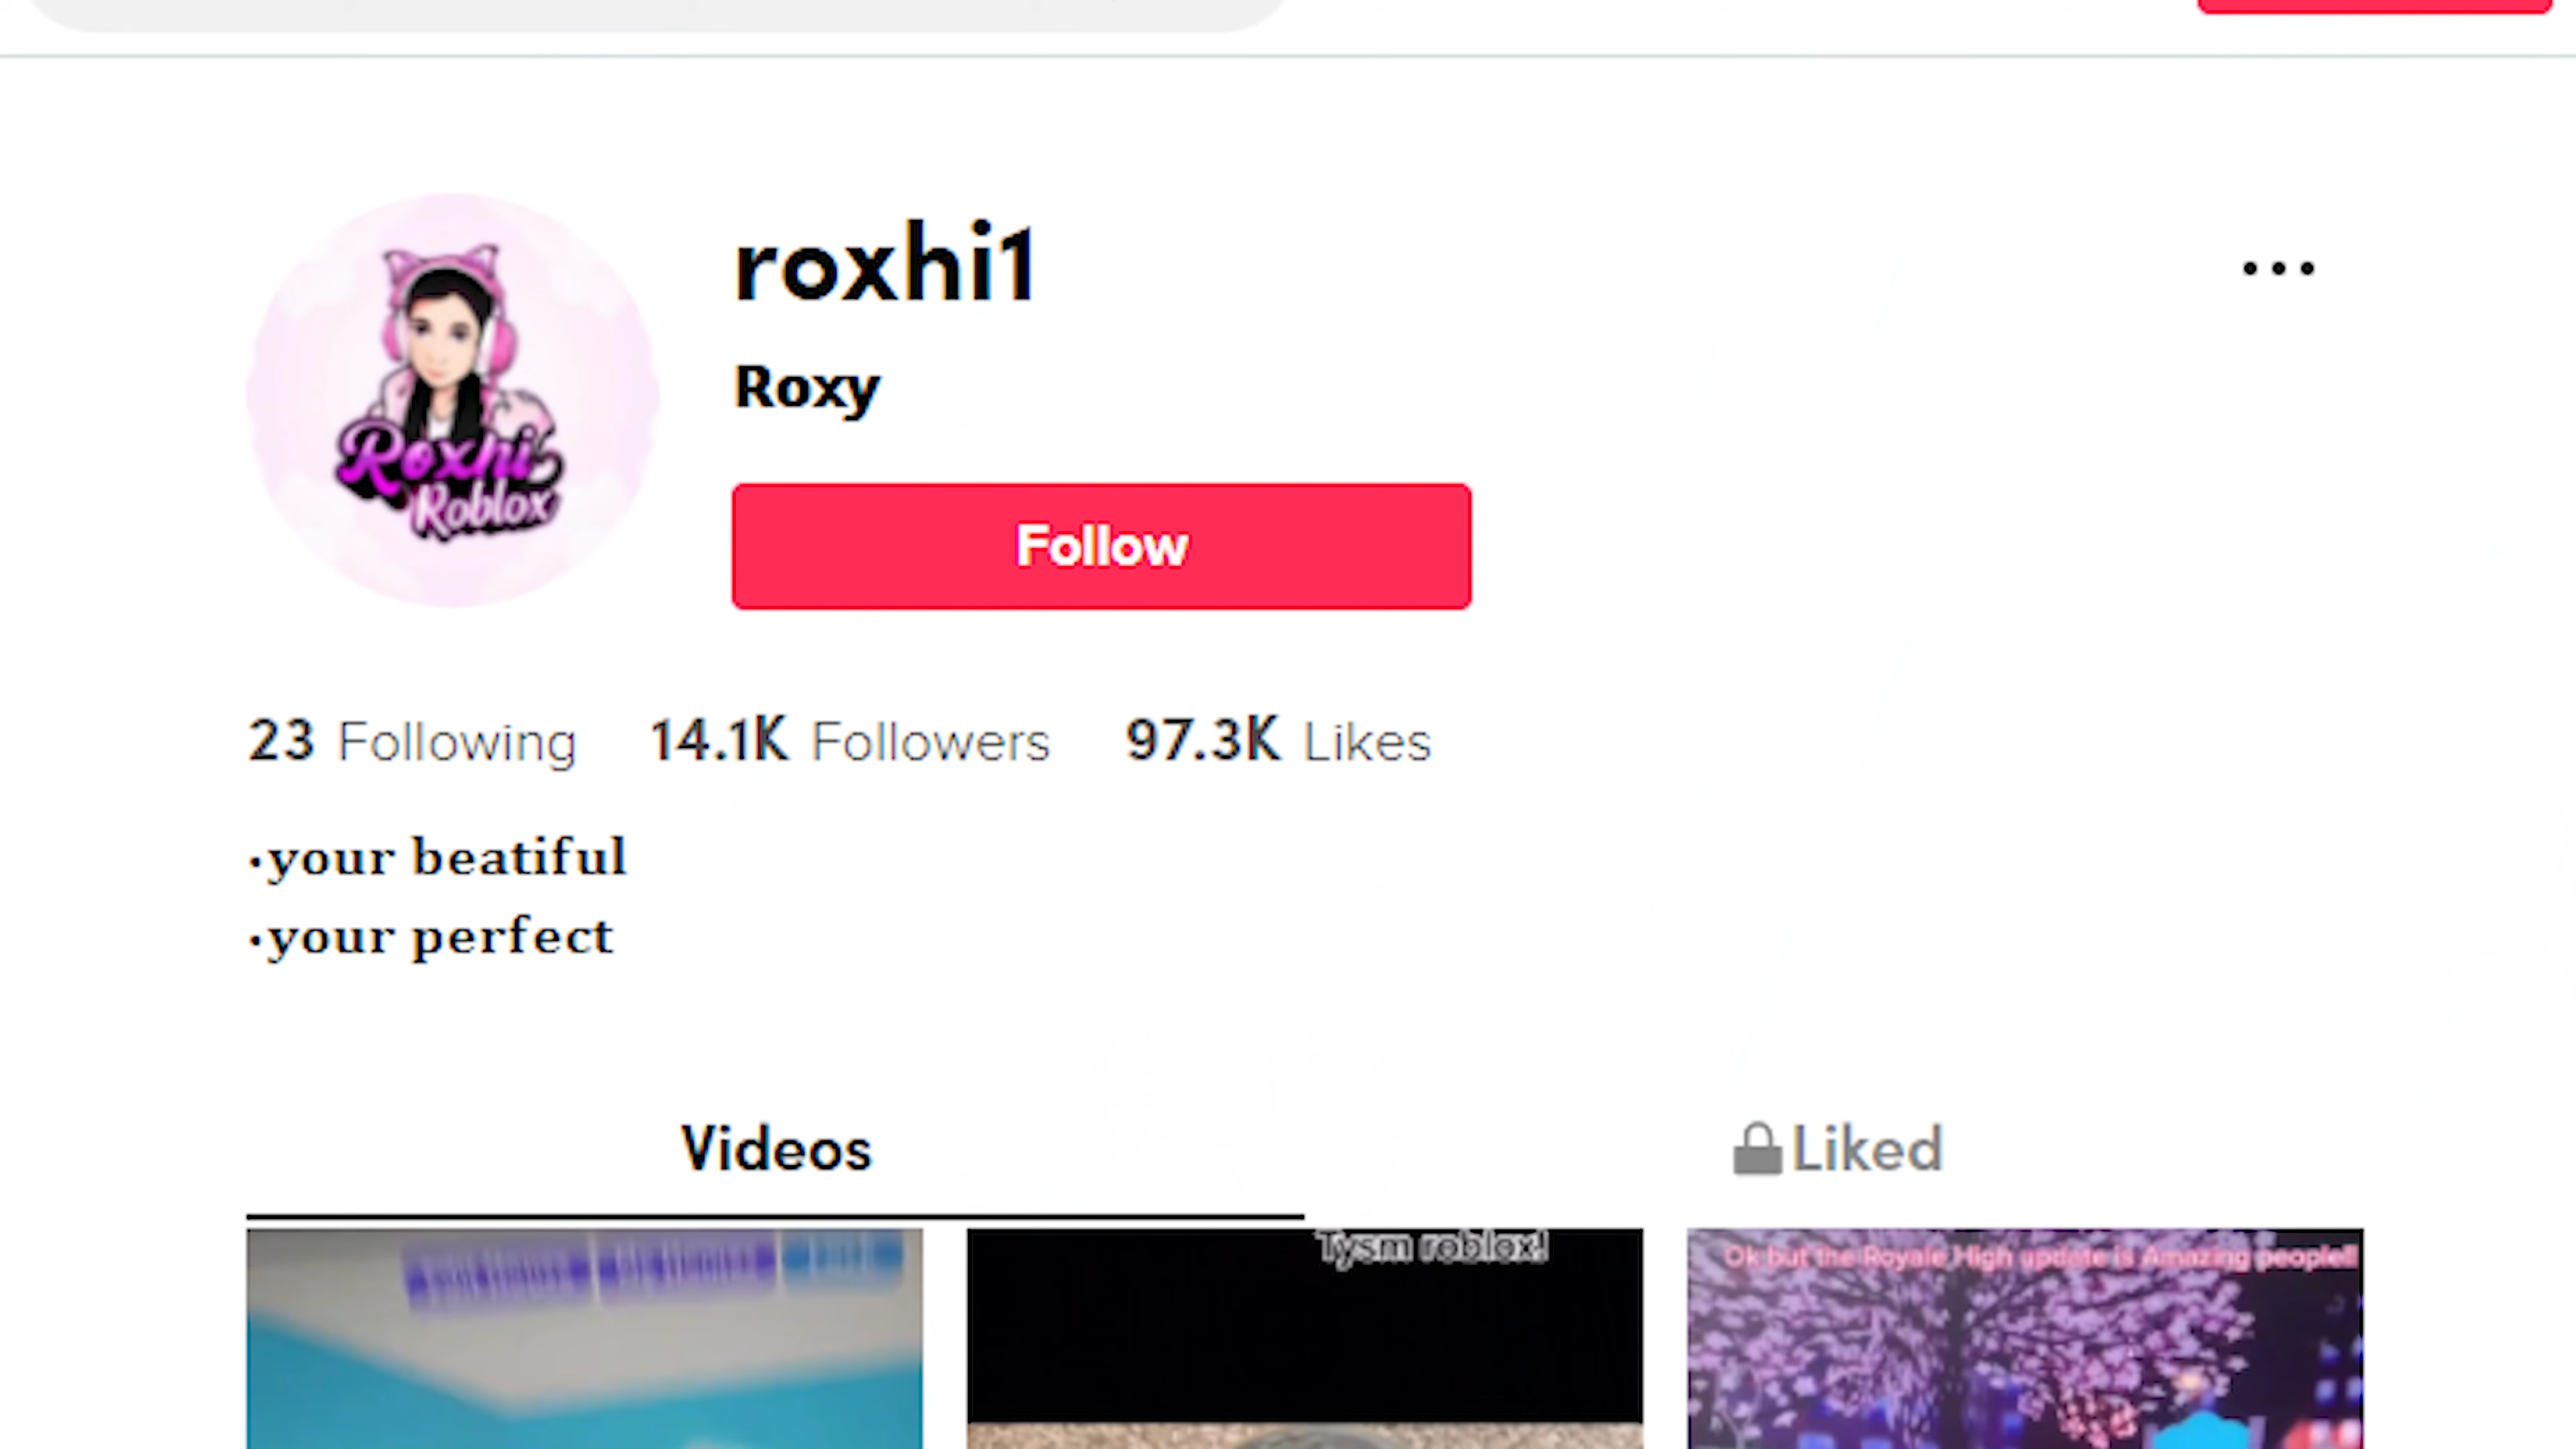 roxhi1
Roxy
Roxhi
Roblox
Follow
23 Following 14.1K Followers 97.3K Likes
•your beatiful
•your perfect
Videos
Liked
Tysm roblox!
Ok but the Royale High update is Amazing people!!